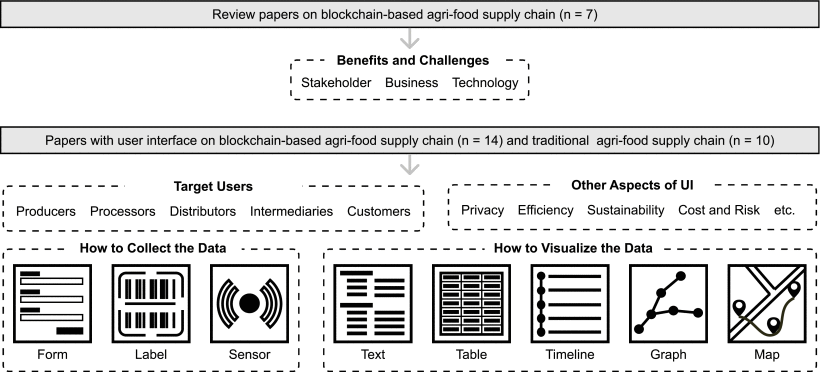 Review papers on blockchain-based agri-food supply chain (n = 7)
Benefits and Challenges
Stakeholder Business Technology
Papers with user interface on blockchain-based agri-food supply chain (n = 14) and traditional agri-food supply chain (n = 10)
Target Users
Producers Processors Distributors Intermediaries Customers
Other Aspects of UI
Privacy Efficiency Sustainability Cost and Risk etc.
How to Collect the Data
Form Label Sensor
How to Visualize the Data
Text Table Timeline Graph Map